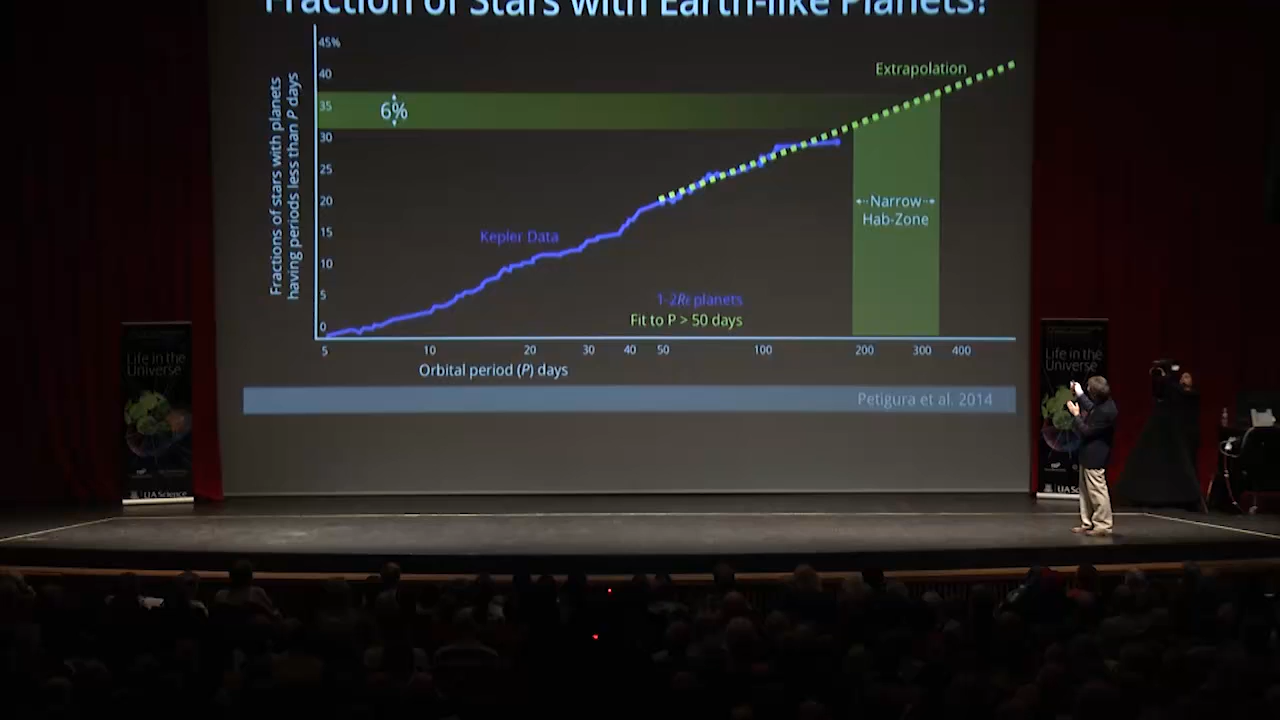 Fraction of Stars with Earth-like Planets?
45%
40
35
30
25
20
15
10
5
0
Fractions of stars with planets
having periods less than P days
6%
Extrapolation
Narrow
Hab-Zone
Kepler Data
1-2RE planets
Fit to P > 50 days
5 10 20 30 40 50 100 200 300 400
Orbital period (P) days
Petigura et al. 2014
Life in the
Universe
UA Science
Life in the
Universe